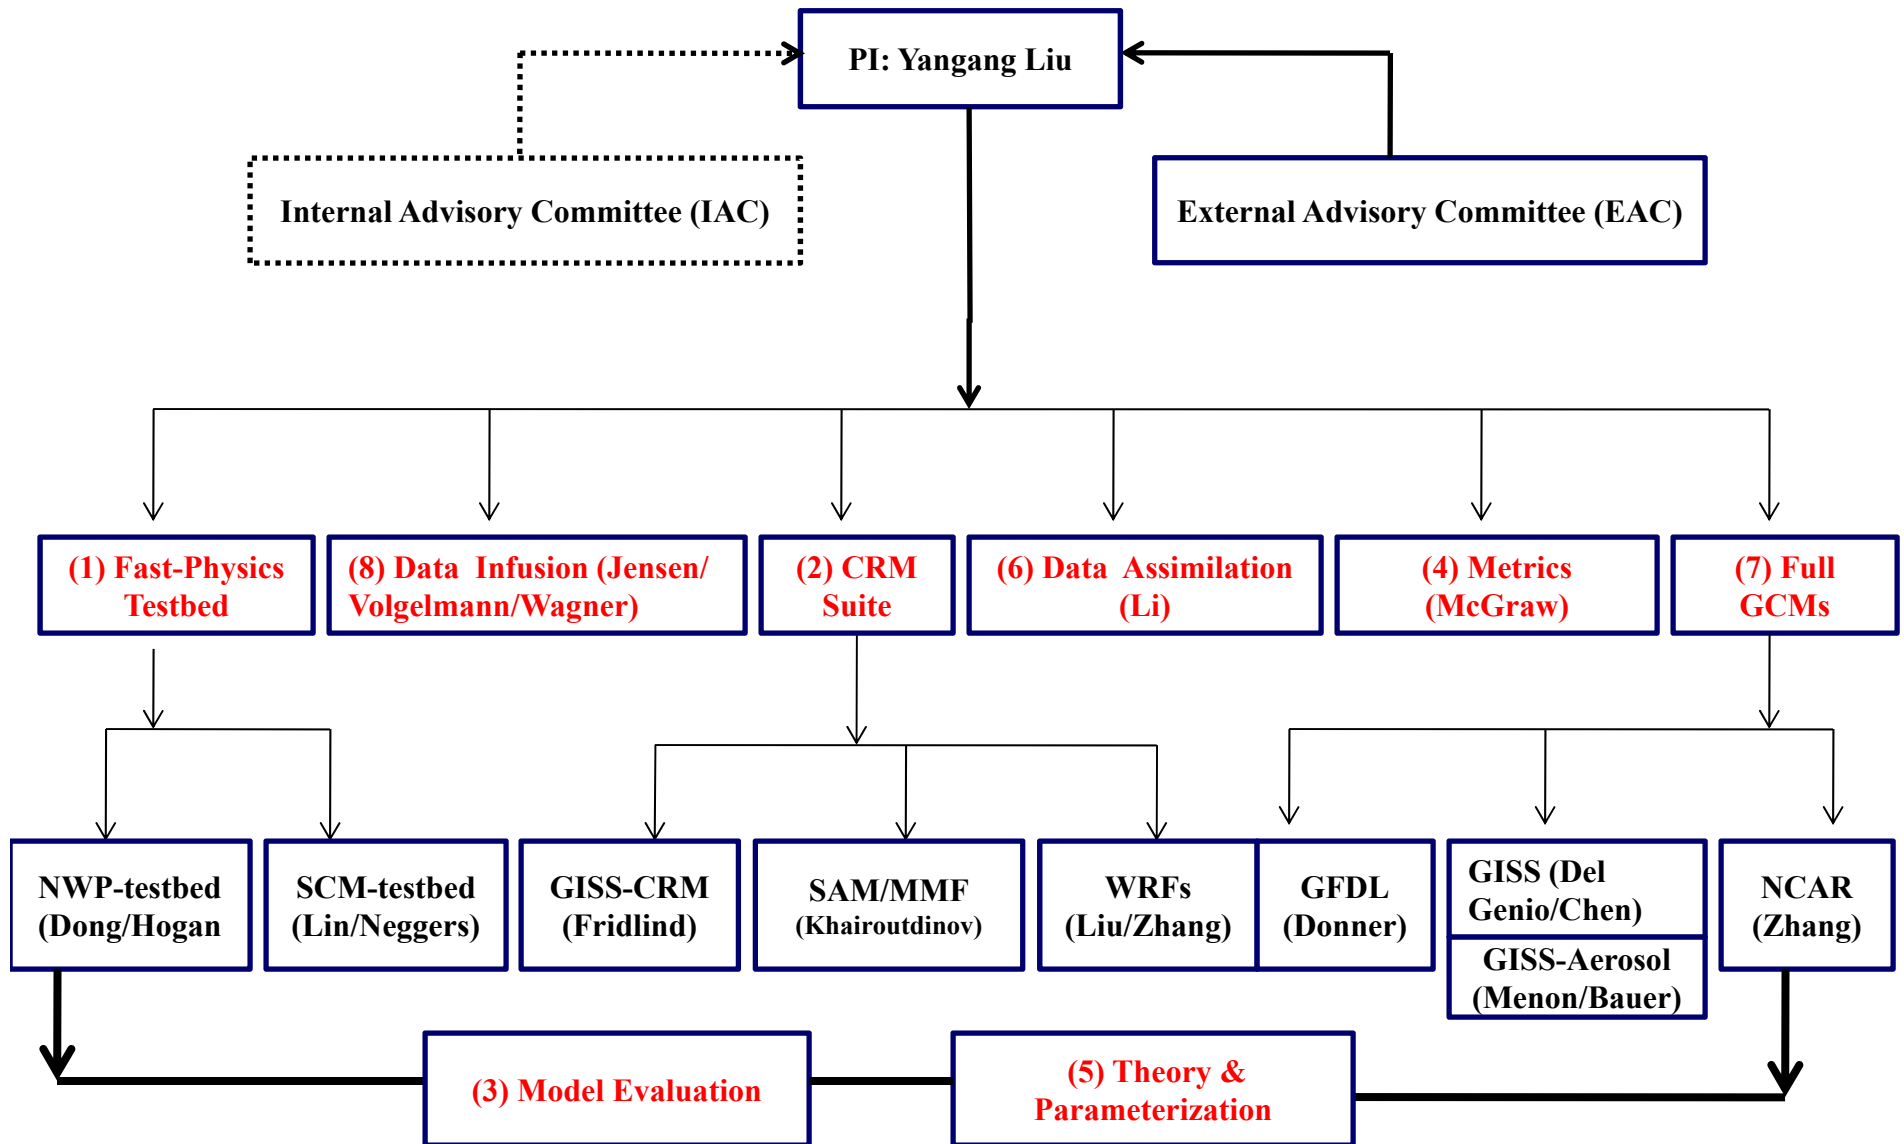 PI: Yangang Liu
Internal Advisory Committee (IAC)
External Advisory Committee (EAC)
(1) Fast-Physics
Testbed
(8) Data Infusion (Jensen/
Volgelmann/Wagner)
(2) CRM
Suite
(6) Data Assimilation
(Li)
(4) Metrics
(McGraw)
(7) Full
GCMs
NWP-testbed
(Dong/Hogan
SCM-testbed
(Lin/Neggers)
GISS-CRM
(Fridlind)
SAM/MMF
(Khairoutdinov)
WRFs
(Liu/Zhang)
GFDL
(Donner)
GISS (Del
Genio/Chen)
GISS-Aerosol
(Menon/Bauer)
NCAR
(Zhang)
(3) Model Evaluation
(5) Theory &
Parameterization